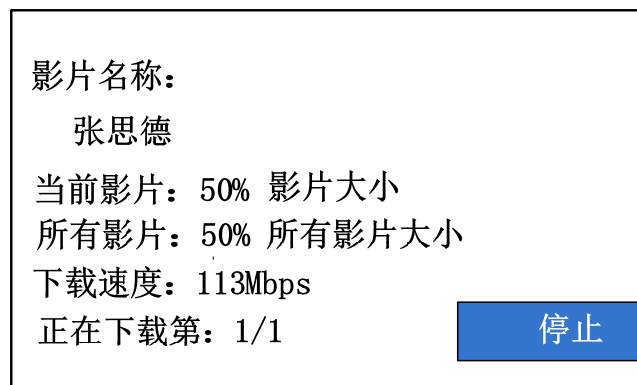 影片名称：
张思德
当前影片：50% 影片大小
所有影片：50% 所有影片大小
下载速度：113Mbps
正在下载第：1/1
停止